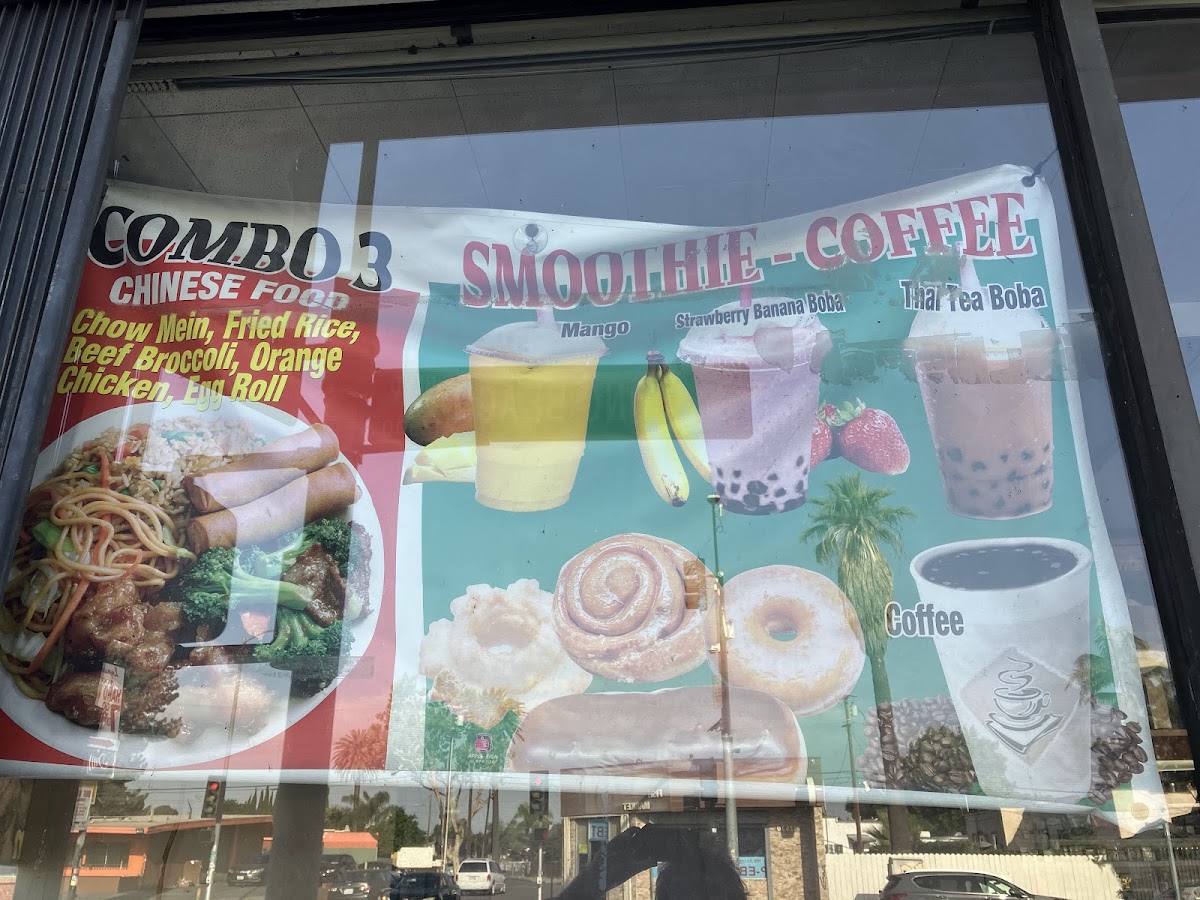 COMBO 3
CHINESE FOOD
Chow Mein, Fried Rice,
Beef Broccoli, Orange
Chicken, Egg Roll
SMOOTHIE - COFFEE
Mango
Strawberry Banana Boba
Thai Tea Boba
Coffee